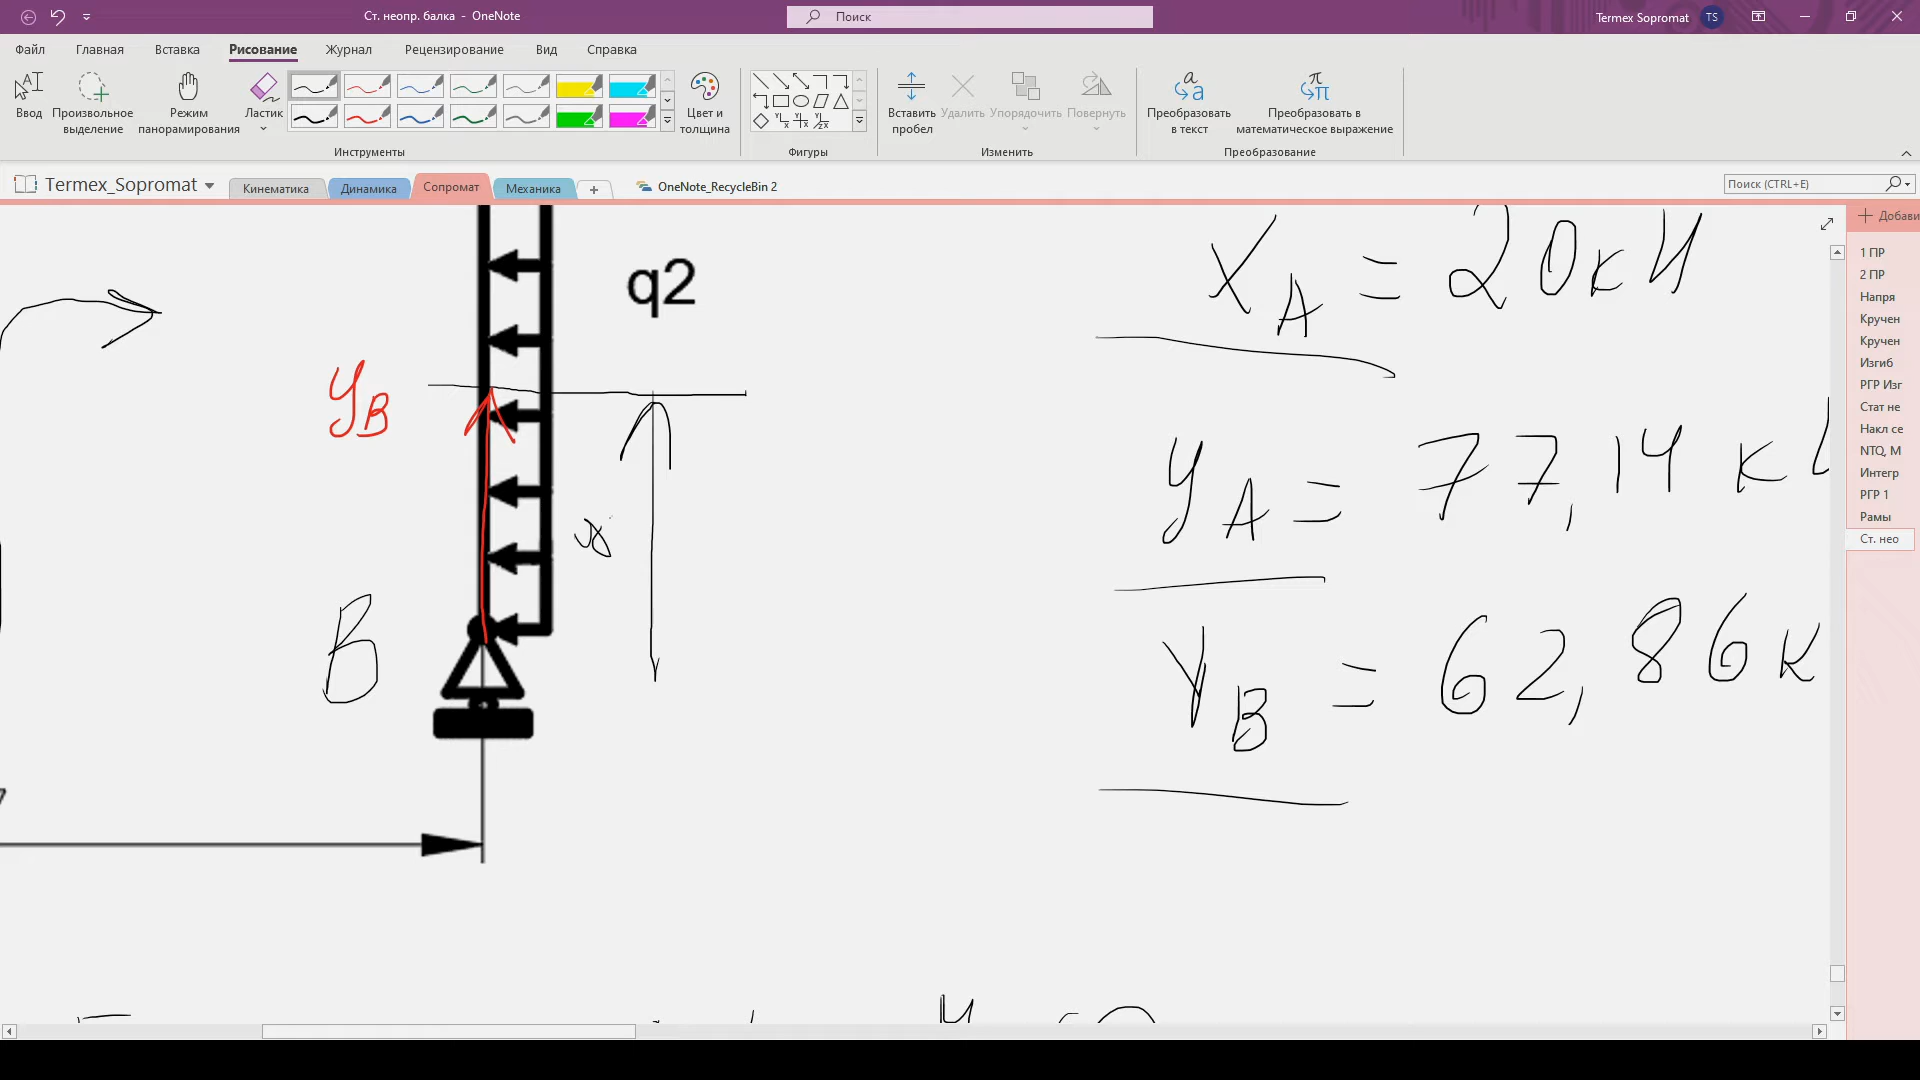 Ст. неопр. балка - OneNote
Поиск
Termex Sopromat
TS
Файл
Главная
Вставка
Рисование
Журнал
Рецензирование
Вид
Справка
Ввод
Произвольное выделение
Режим панорамирования
Ластик
Цвет и толщина
Вставить пробел
Удалить
Упорядочить
Повернуть
Преобразовать в текст
Преобразовать в математическое выражение
Инструменты
Фигуры
Изменить
Преобразование
Termex_Sopromat
Кинематика
Динамика
Сопромат
Механика
OneNote_RecycleBin 2
Поиск (CTRL+E)
Добави
1 ПР
2 ПР
Напря
Кручен
Кручен
Изгиб
РГР Изг
Стат не
Накл се
NTQ, M
Интегр
РГР 1
Рамы
Ст. нео
q2
yB
x
B
XA = 20кН
yA = 77,14 к
YB = 62,86к